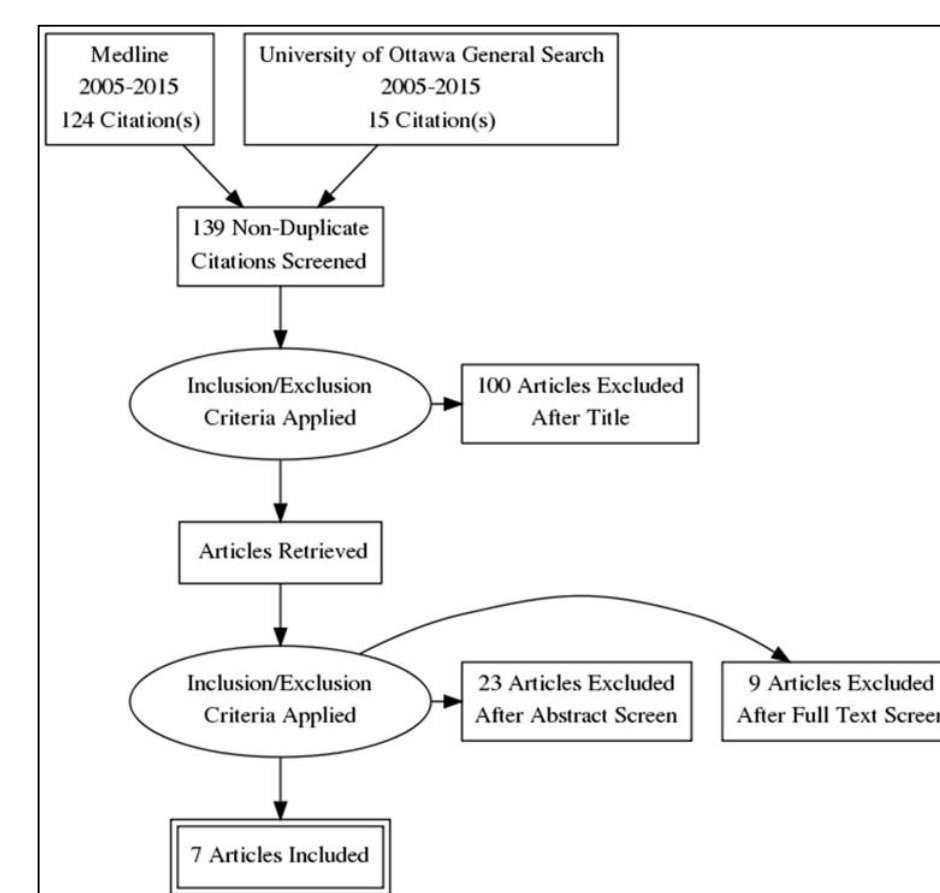 Medline
2005-2015
124 Citation(s)
University of Ottawa General Search
2005-2015
15 Citation(s)
139 Non-Duplicate
Citations Screened
Inclusion/Exclusion
Criteria Applied
100 Articles Excluded
After Title
Articles Retrieved
Inclusion/Exclusion
Criteria Applied
23 Articles Excluded
After Abstract Screen
9 Articles Excluded
After Full Text Screen
7 Articles Included